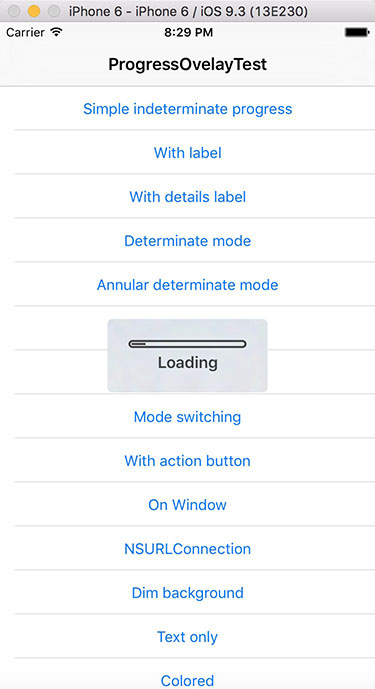 iPhone 6 - iPhone 6 / iOS 9.3 (13E230)
Carrier 8:29 PM
ProgressOvelayTest
Simple indeterminate progress
With label
With details label
Determinate mode
Annular determinate mode
Loading
Mode switching
With action button
On Window
NSURLConnection
Dim background
Text only
Colored